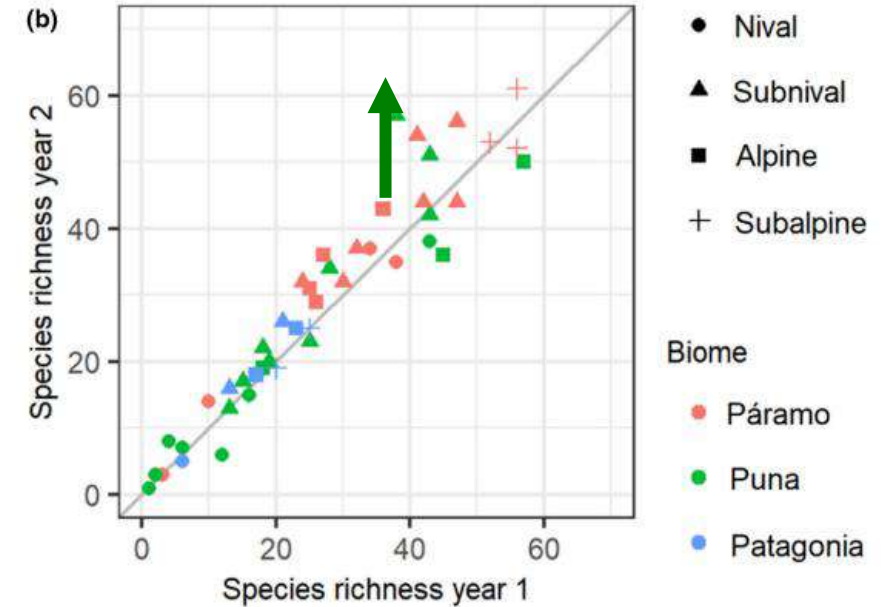 (b)
Species richness year 2
60
40
20
0
0 20 40 60
Species richness year 1
Nival
Subnival
Alpine
Subalpine
Biome
Páramo
Puna
Patagonia